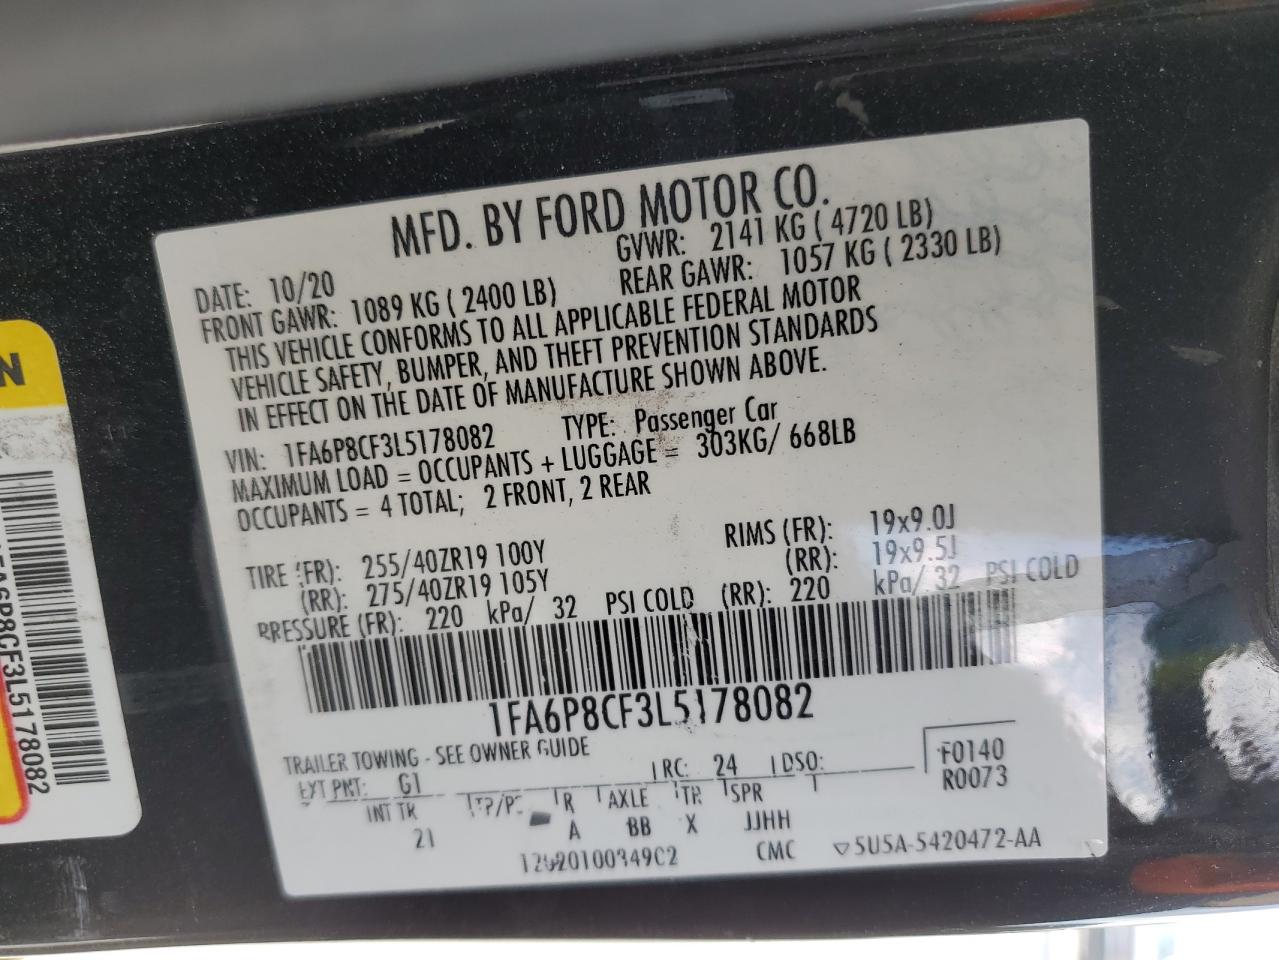 MFD. BY FORD MOTOR CO.
DATE: 10/20 GVWR: 2141 KG ( 4720 LB)
FRONT GAWR: 1089 KG ( 2400 LB) REAR GAWR: 1057 KG ( 2330 LB)
THIS VEHICLE CONFORMS TO ALL APPLICABLE FEDERAL MOTOR
VEHICLE SAFETY, BUMPER, AND THEFT PREVENTION STANDARDS
IN EFFECT ON THE DATE OF MANUFACTURE SHOWN ABOVE.
VIN: 1FA6P8CF3L5178082 TYPE: Passenger Car
MAXIMUM LOAD = OCCUPANTS + LUGGAGE = 303KG/ 668LB
OCCUPANTS = 4 TOTAL; 2 FRONT, 2 REAR
TIRE (FR): 255/40ZR19 100Y RIMS (FR): 19x9.0J
(RR): 275/40ZR19 105Y (RR): 19x9.5J
PRESSURE (FR): 220 kPa/ 32 PSI COLD (RR): 220 kPa/ 32 PSI COLD
1FA6P8CF3L5178082
TRAILER TOWING - SEE OWNER GUIDE
EXT PNT: G1 RC: 24 DSO: F0140
INT TR TP/PS R AXLE TR SPR R0073
21 A BB X JJHH
CMC 5U5A-5420472-AA
N
1FA6P8CF3L5178082